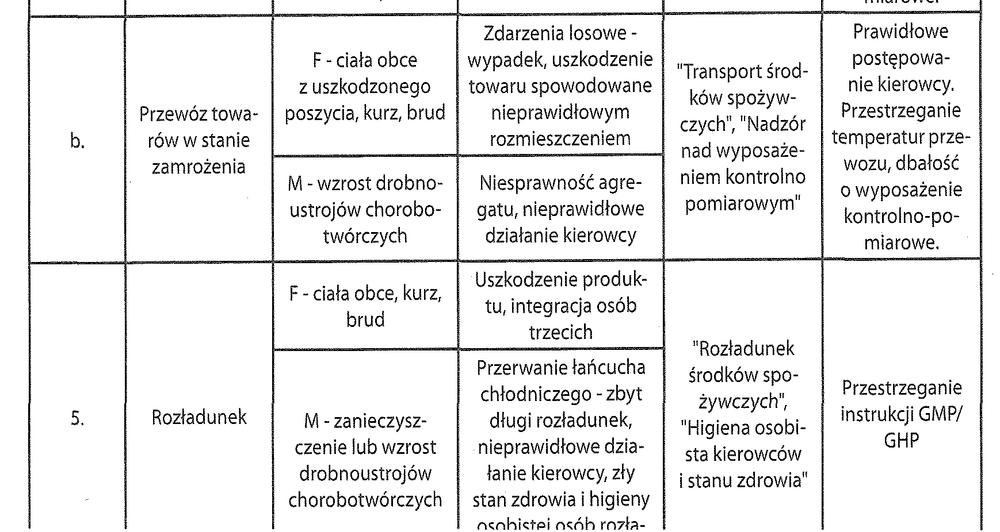 miarowe.
b.
Przewóz towa-
rów w stanie
zamrożenia
F - ciała obce
z uszkodzonego
poszycia, kurz, brud
Zdarzenia losowe -
wypadek, uszkodzenie
towaru spowodowane
nieprawidłowym
rozmieszczeniem
M - wzrost drobno-
ustrojów chorobo-
twórczych
Niesprawność agre-
gatu, nieprawidłowe
działanie kierowcy
"Transport środ-
ków spożyw-
czych", "Nadzór
nad wyposaże-
niem kontrolno
pomiarowym"
Prawidłowe
postępowa-
nie kierowcy.
Przestrzeganie
temperatur prze-
wozu, dbałość
o wyposażenie
kontrolno-po-
miarowe.
5.
Rozładunek
F - ciała obce, kurz,
brud
Uszkodzenie produk-
tu, integracja osób
trzecich
M - zanieczysz-
czenie lub wzrost
drobnoustrojów
chorobotwórczych
Przerwanie łańcucha
chłodniczego - zbyt
długi rozładunek,
nieprawidłowe dzia-
łanie kierowcy, zły
stan zdrowia i higieny
osobistej osób rozła-
"Rozładunek
środków spo-
żywczych",
"Higiena osobi-
sta kierowców
i stanu zdrowia"
Przestrzeganie
instrukcji GMP/
GHP